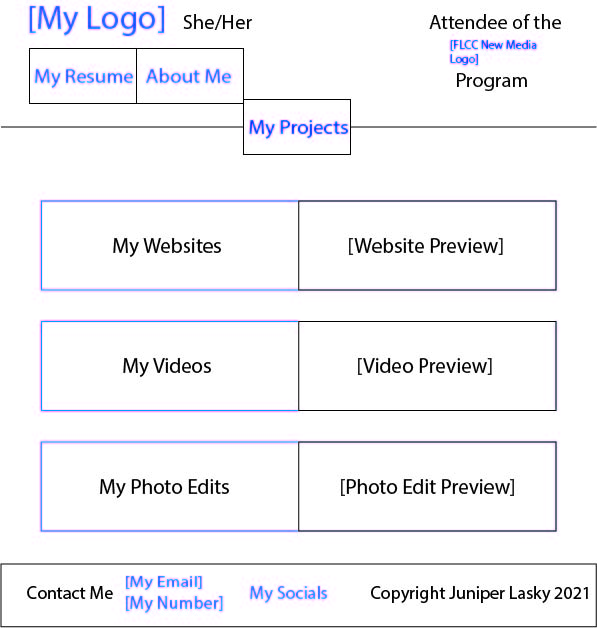 [My Logo] She/Her
Attendee of the
[FLCC New Media
Logo]
Program
My Resume
About Me
My Projects
My Websites
[Website Preview]
My Videos
[Video Preview]
My Photo Edits
[Photo Edit Preview]
Contact Me
[My Email]
[My Number]
My Socials
Copyright Juniper Lasky 2021